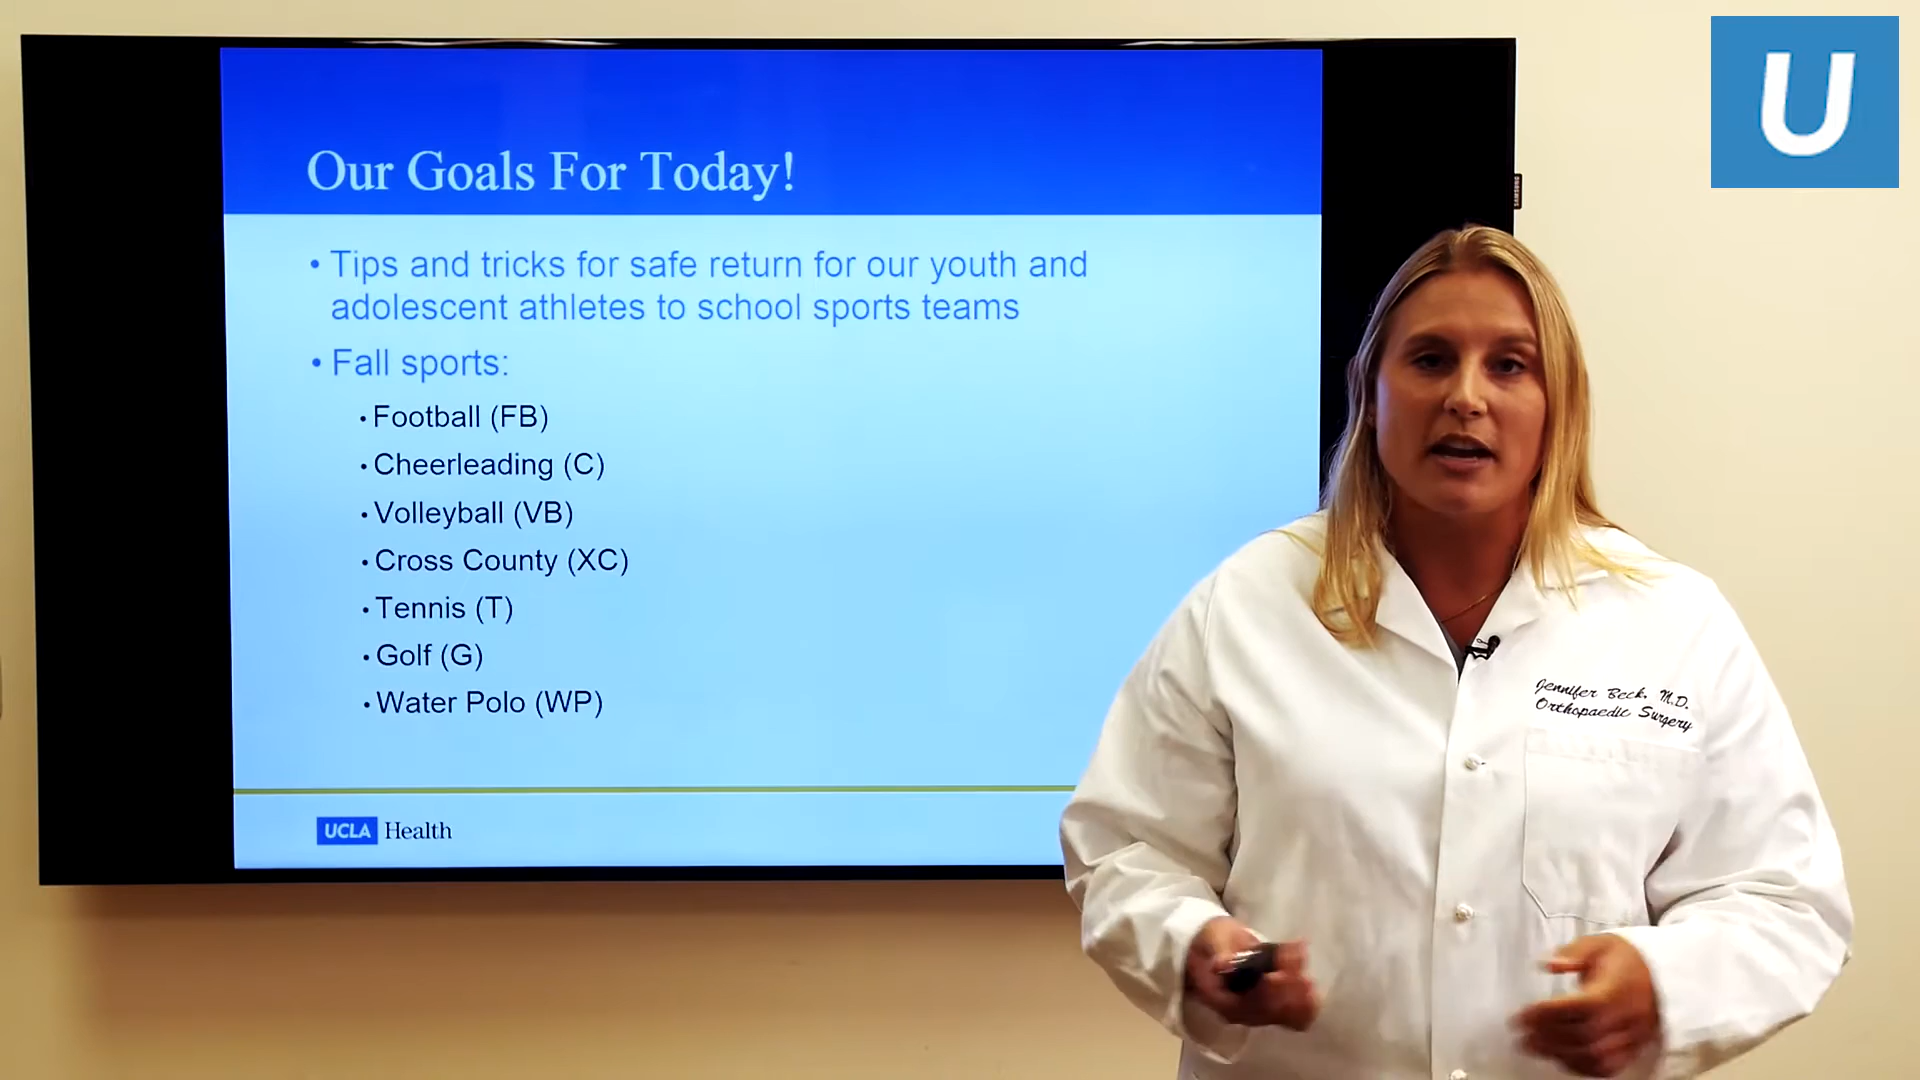 Our Goals For Today!
• Tips and tricks for safe return for our youth and
adolescent athletes to school sports teams
• Fall sports:
• Football (FB)
• Cheerleading (C)
• Volleyball (VB)
• Cross County (XC)
• Tennis (T)
• Golf (G)
• Water Polo (WP)
UCLA Health
U
SAMSUNG
Jennifer Beck, M.D.
Orthopaedic Surgery